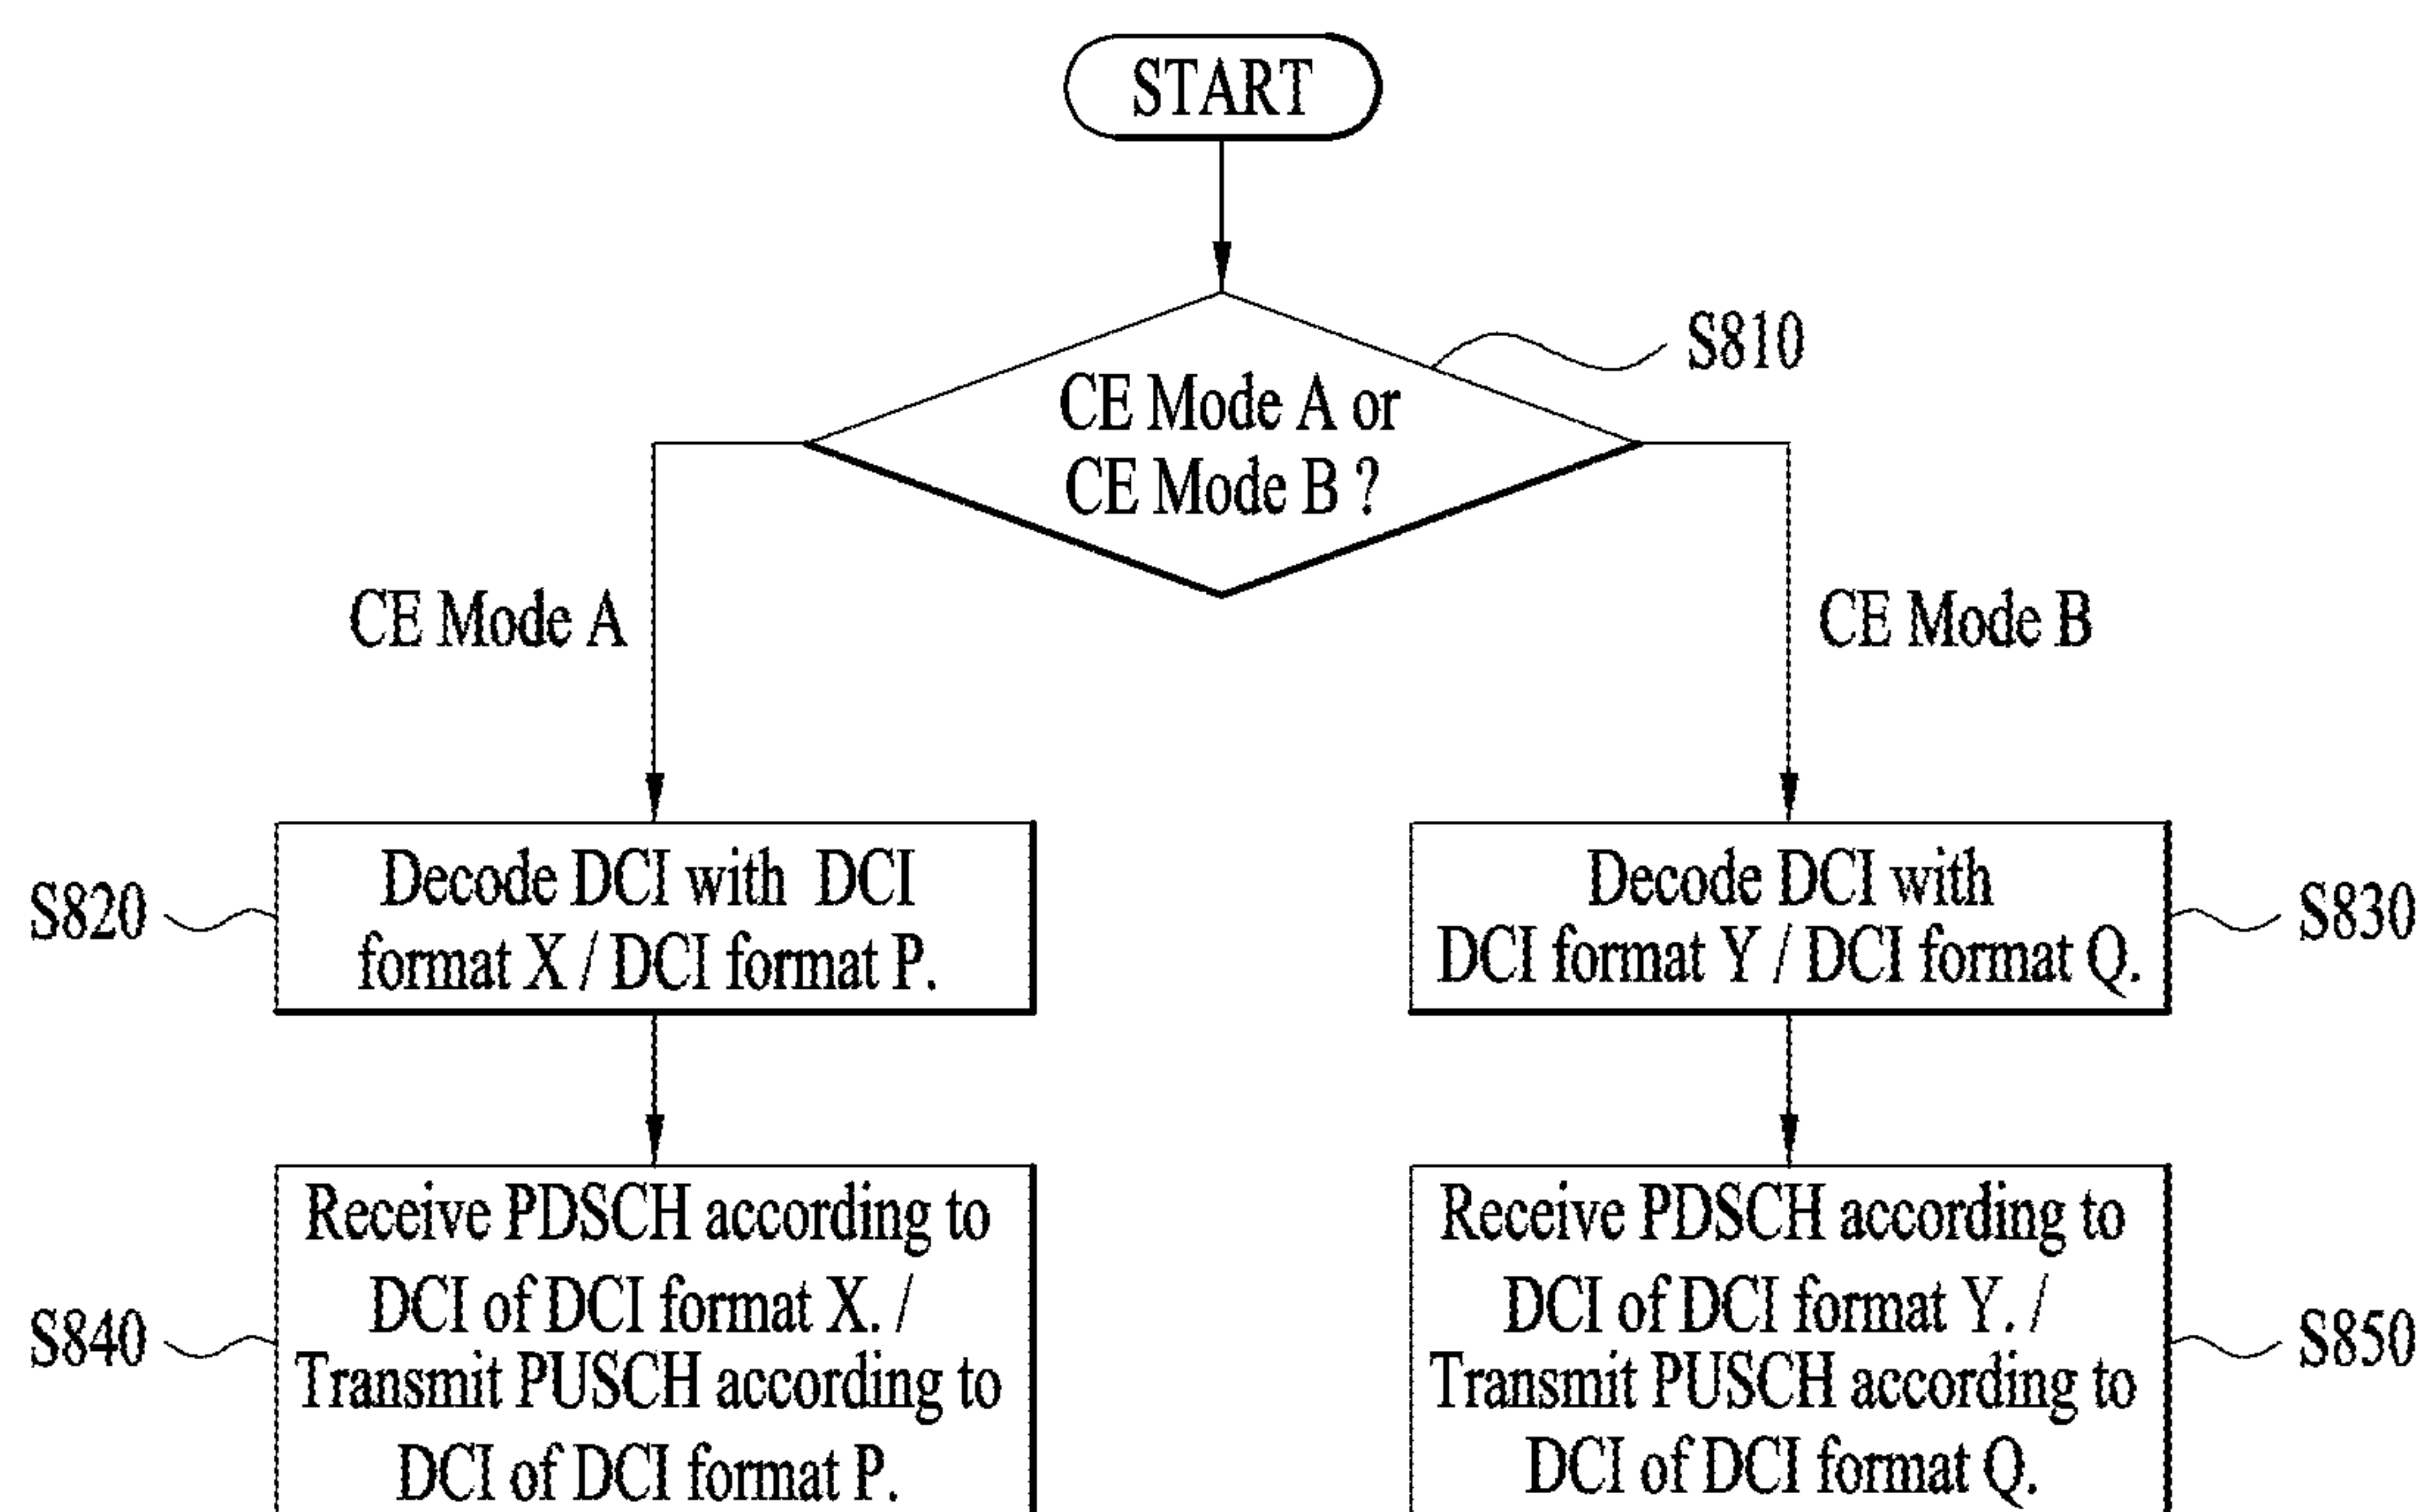 START
S810
CE Mode A or
CE Mode B ?
CE Mode A
CE Mode B
S820
Decode DCI with DCI
format X / DCI format P.
Decode DCI with
DCI format Y / DCI format Q.
S830
S840
Receive PDSCH according to
DCI of DCI format X. /
Transmit PUSCH according to
DCI of DCI format P.
Receive PDSCH according to
DCI of DCI format Y. /
Transmit PUSCH according to
DCI of DCI format Q.
S850